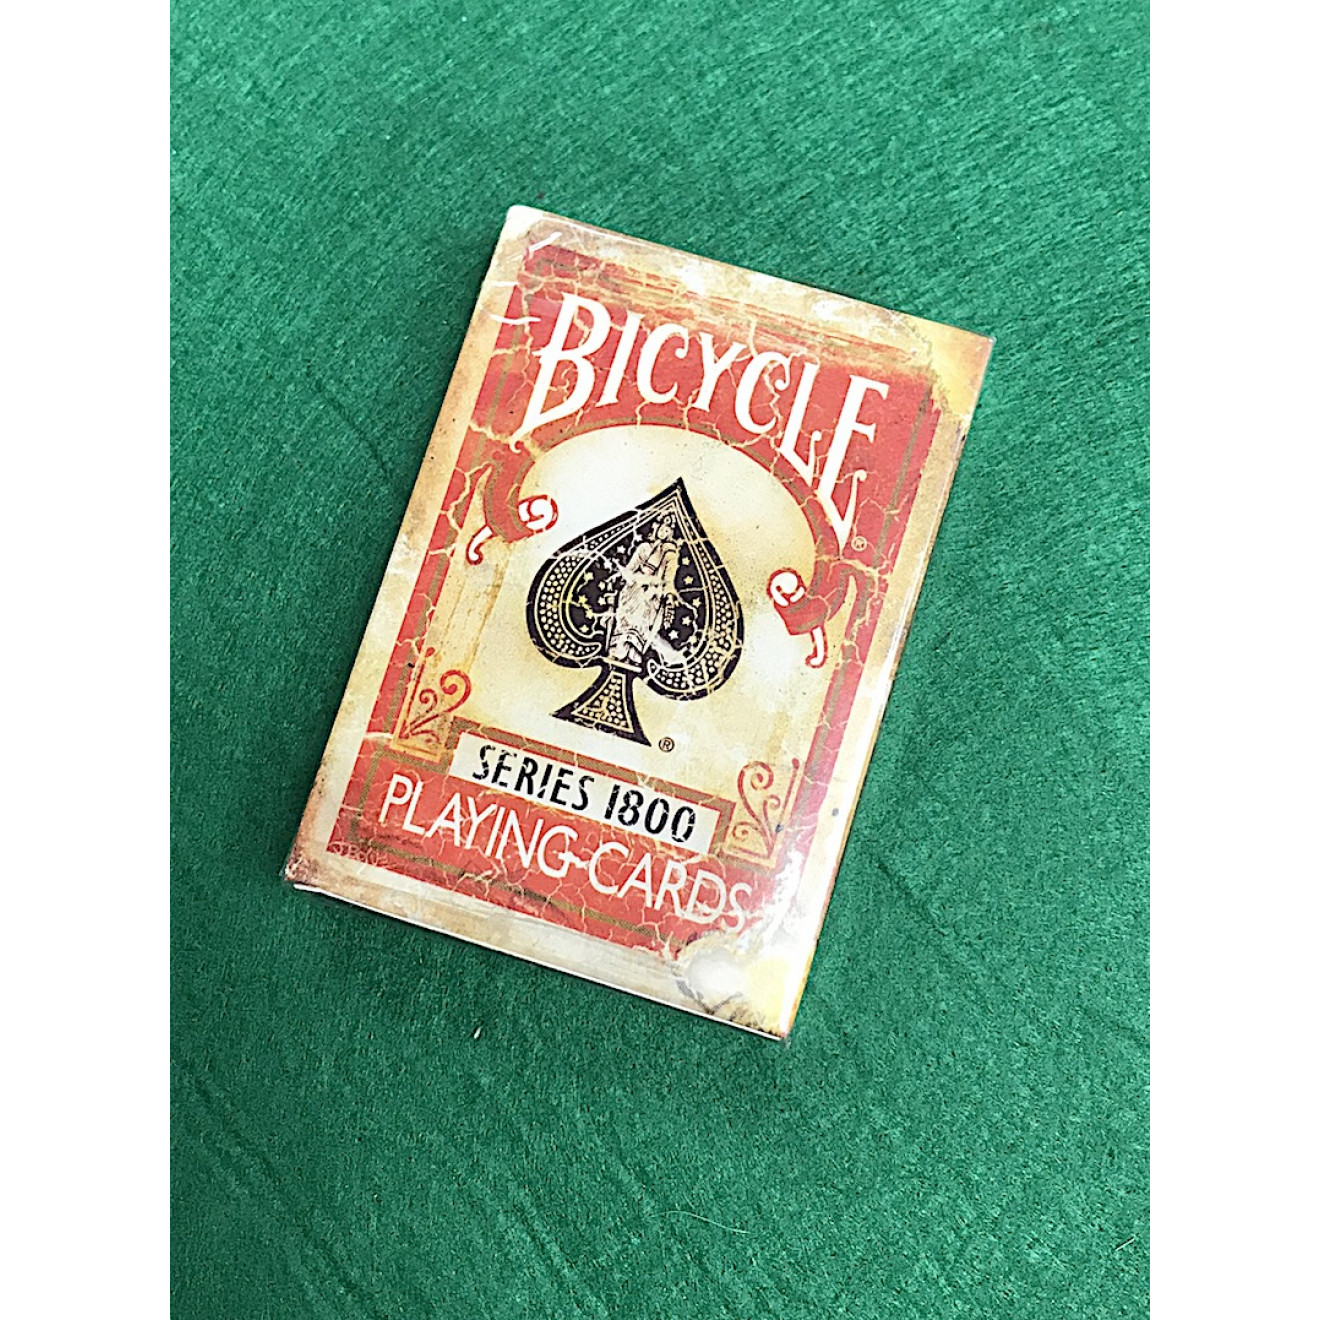 BICYCLE®
®
SERIES 1800
PLAYING CARDS